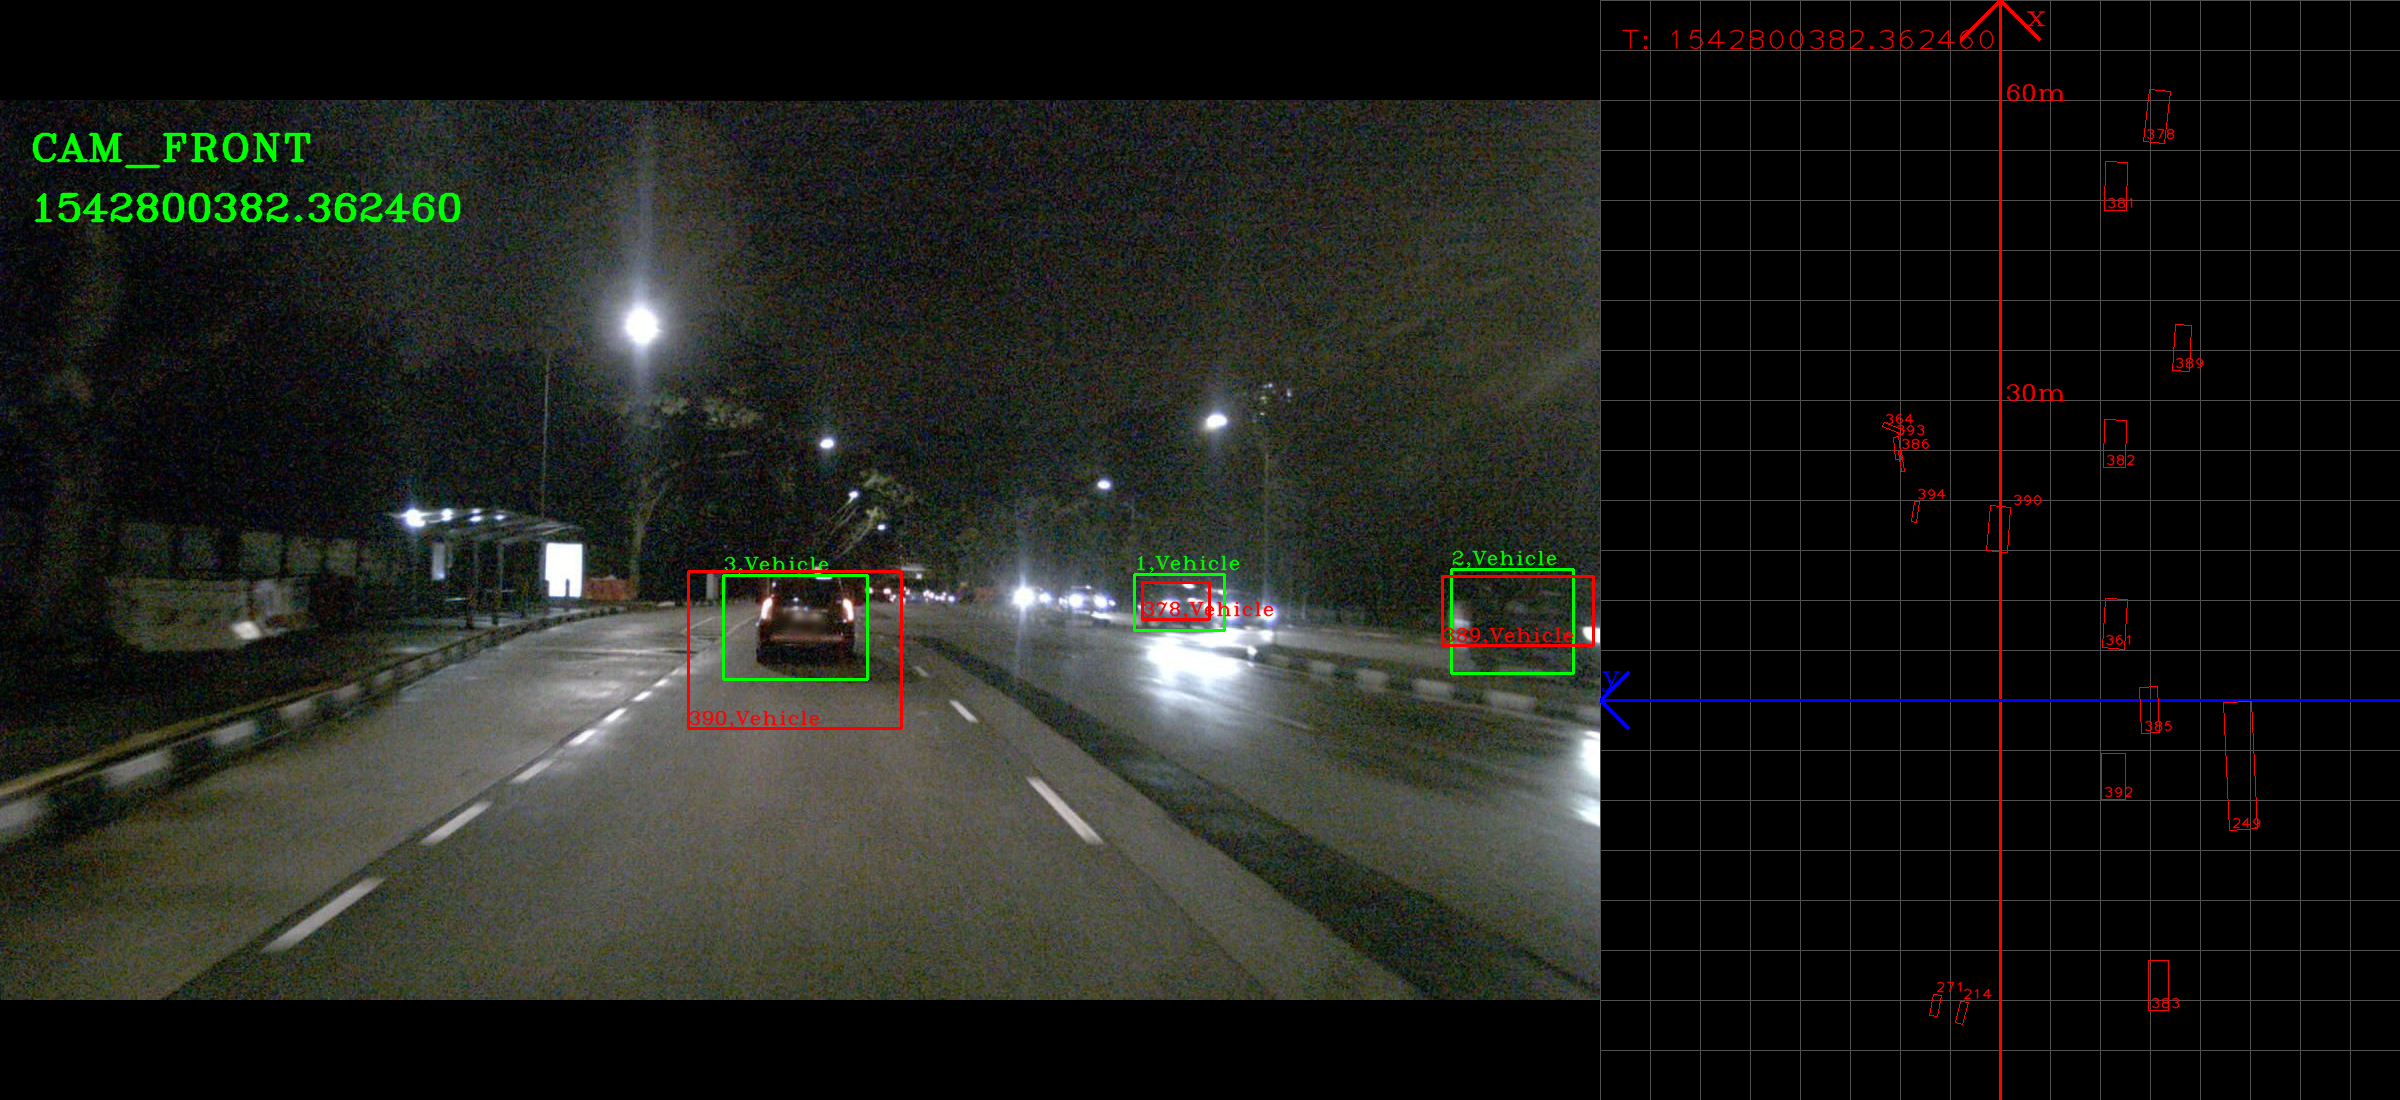 CAM_FRONT
1542800382.362460
3,Vehicle
1,Vehicle
2,Vehicle
378,Vehicle
389,Vehicle
390,Vehicle
T: 1542800382.362460
x
60m
378
381
389
30m
364
393
386
382
394
390
361
y
385
392
249
271
214
383